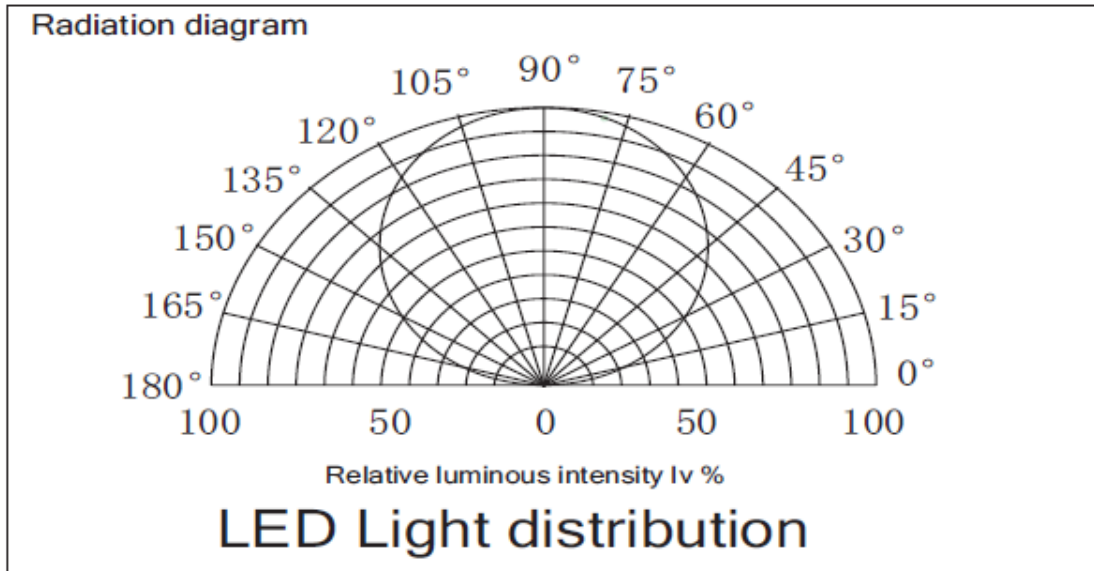 Radiation diagram
90°
105° 75°
120° 60°
135° 45°
150° 30°
165° 15°
180° 0°
100 50 0 50 100
Relative luminous intensity Iv %
LED Light distribution